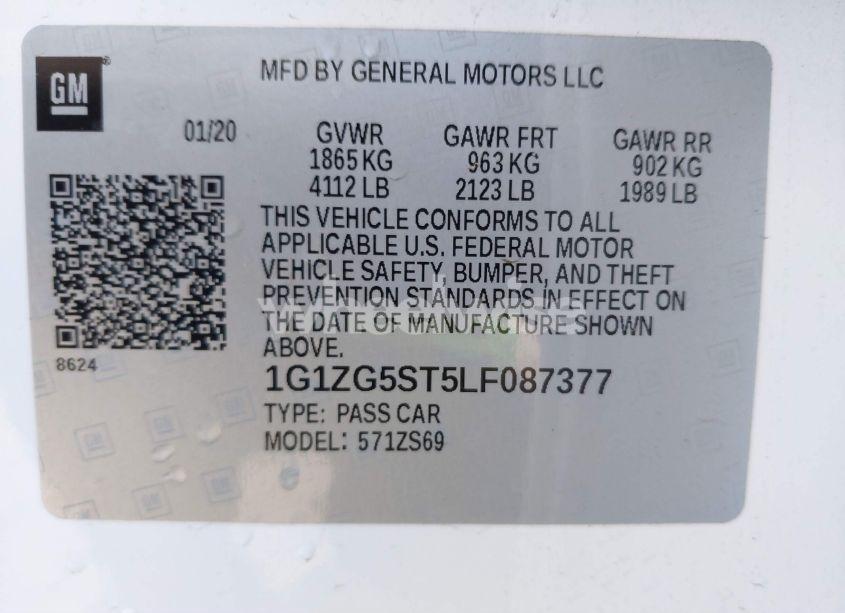 GM
MFD BY GENERAL MOTORS LLC
01/20 GVWR GAWR FRT GAWR RR
1865 KG 963 KG 902 KG
4112 LB 2123 LB 1989 LB
THIS VEHICLE CONFORMS TO ALL
APPLICABLE U.S. FEDERAL MOTOR
VEHICLE SAFETY, BUMPER, AND THEFT
PREVENTION STANDARDS IN EFFECT ON
THE DATE OF MANUFACTURE SHOWN
ABOVE.
8624
1G1ZG5ST5LF087377
TYPE: PASS CAR
MODEL: 571ZS69